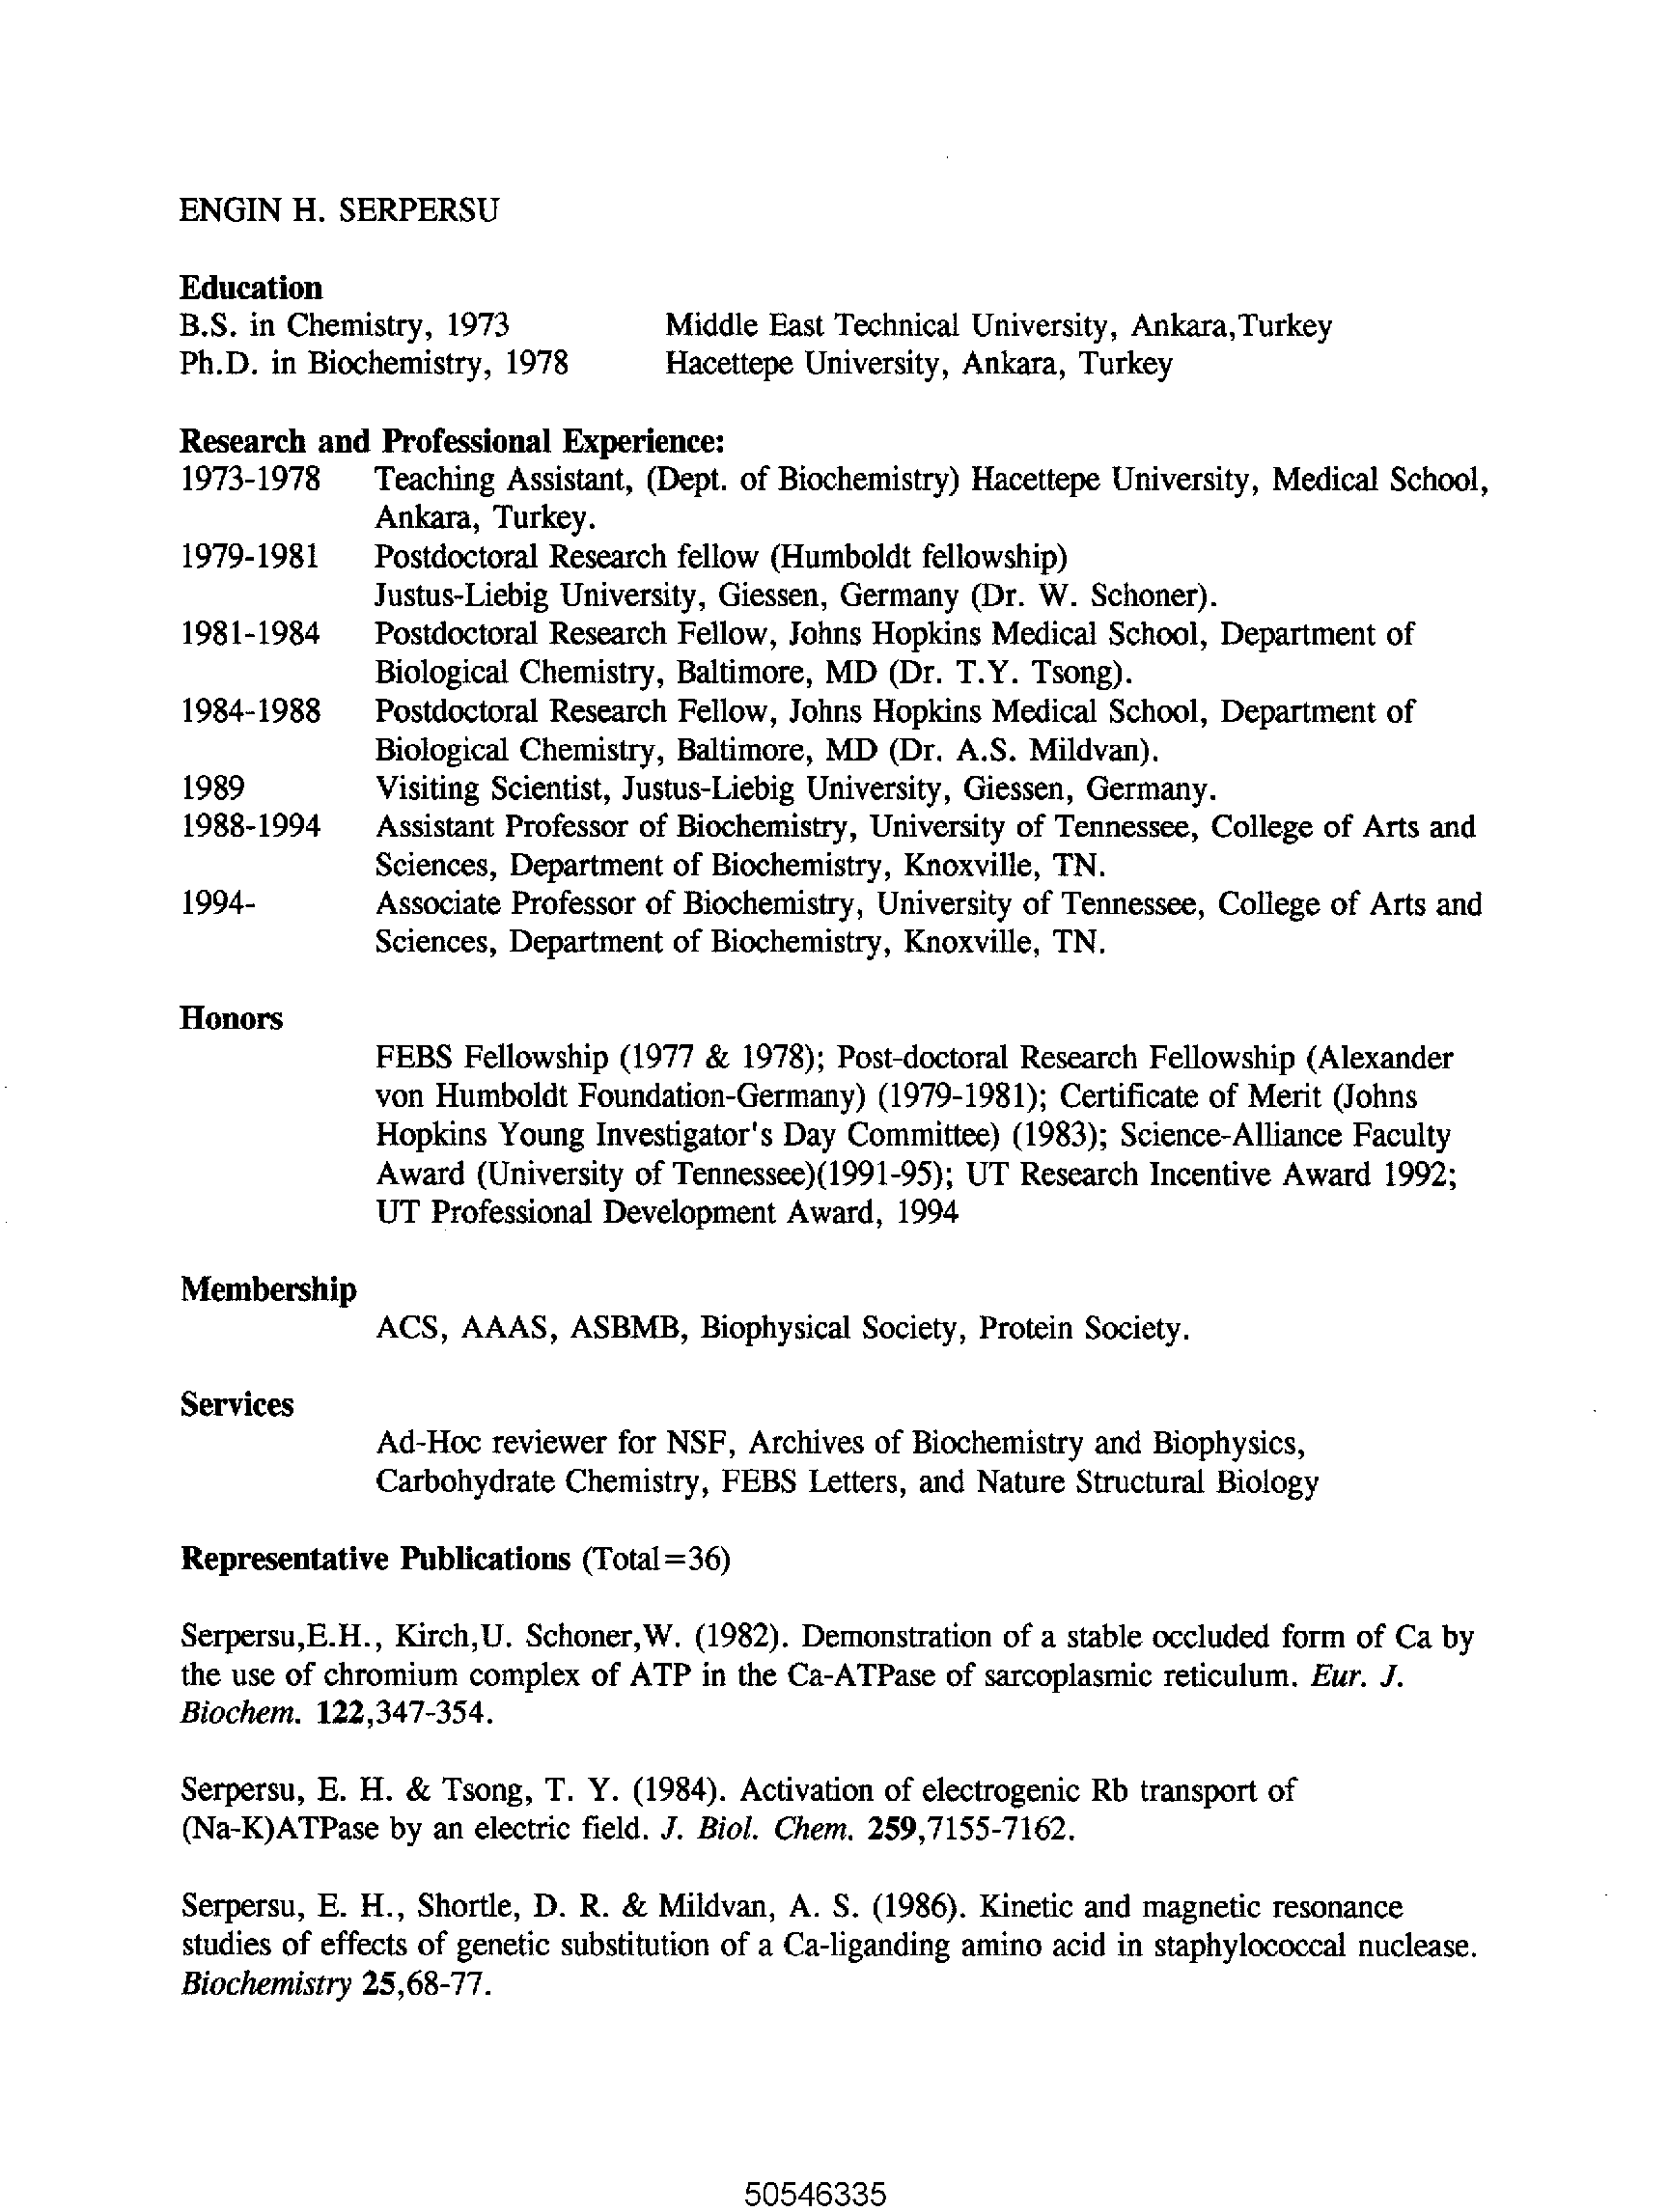 ENGIN H. SERPERSU
Education
B.S. in Chemistry, 1973 Middle East Technical University, Ankara,Turkey
Ph.D. in Biochemistry, 1978 Hacettepe University, Ankara, Turkey
Research and Professional Experience:
1973-1978 Teaching Assistant, (Dept. of Biochemistry) Hacettepe University, Medical School,
Ankara, Turkey.
1979-1981 Postdoctoral Research fellow (Humboldt fellowship)
Justus-Liebig University, Giessen, Germany (Dr. W. Schoner).
1981-1984 Postdoctoral Research Fellow, Johns Hopkins Medical School, Department of
Biological Chemistry, Baltimore, MD (Dr. T.Y. Tsong).
1984-1988 Postdoctoral Research Fellow, Johns Hopkins Medical School, Department of
Biological Chemistry, Baltimore, MD (Dr. A.S. Mildvan).
1989 Visiting Scientist, Justus-Liebig University, Giessen, Germany.
1988-1994 Assistant Professor of Biochemistry, University of Tennessee, College of Arts and
Sciences, Department of Biochemistry, Knoxville, TN.
1994- Associate Professor of Biochemistry, University of Tennessee, College of Arts and
Sciences, Department of Biochemistry, Knoxville, TN.
Honors
FEBS Fellowship (1977 & 1978); Post-doctoral Research Fellowship (Alexander
von Humboldt Foundation-Germany) (1979-1981); Certificate of Merit (Johns
Hopkins Young Investigator's Day Committee) (1983); Science-Alliance Faculty
Award (University of Tennessee)(1991-95); UT Research Incentive Award 1992;
UT Professional Development Award, 1994
Membership
ACS, AAAS, ASBMB, Biophysical Society, Protein Society.
Services
Ad-Hoc reviewer for NSF, Archives of Biochemistry and Biophysics,
Carbohydrate Chemistry, FEBS Letters, and Nature Structural Biology
Representative Publications (Total=36)
Serpersu,E.H., Kirch,U. Schoner,W. (1982). Demonstration of a stable occluded form of Ca by
the use of chromium complex of ATP in the Ca-ATPase of sarcoplasmic reticulum. Eur. J.
Biochem. 122,347-354.
Serpersu, E. H. & Tsong, T. Y. (1984). Activation of electrogenic Rb transport of
(Na-K)ATPase by an electric field. J. Biol. Chem. 259,7155-7162.
Serpersu, E. H., Shortle, D. R. & Mildvan, A. S. (1986). Kinetic and magnetic resonance
studies of effects of genetic substitution of a Ca-liganding amino acid in staphylococcal nuclease.
Biochemistry 25,68-77.
50546335